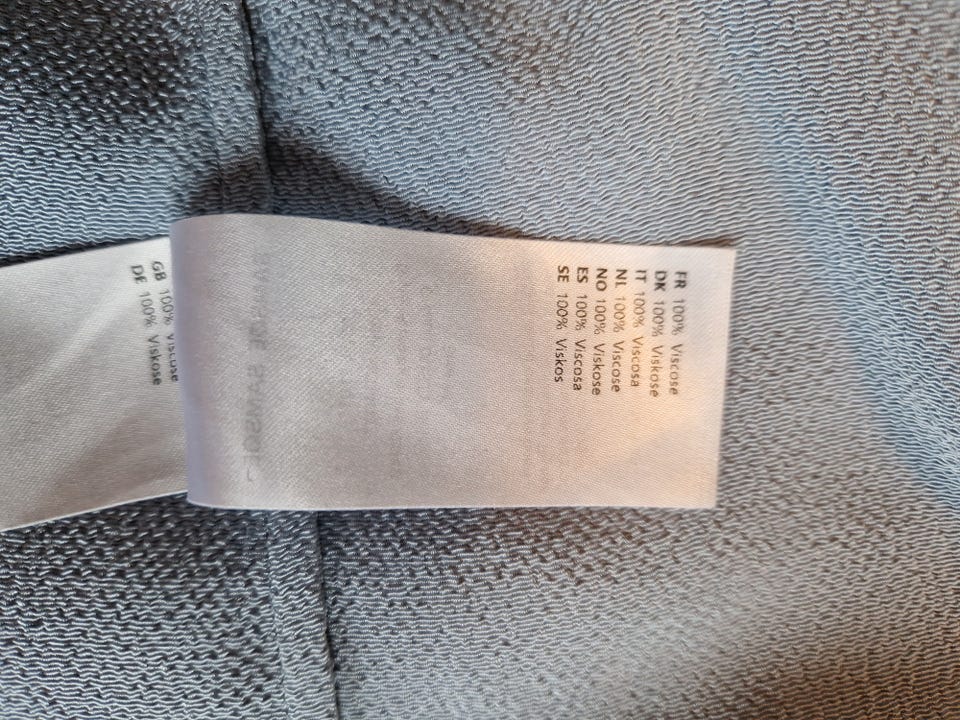 GB 100% Viscose
DE 100% Viskose
FR 100% Viscose
DK 100% Viskose
IT 100% Viscosa
NL 100% Viscose
NO 100% Viskose
ES 100% Viscosa
SE 100% Viskos